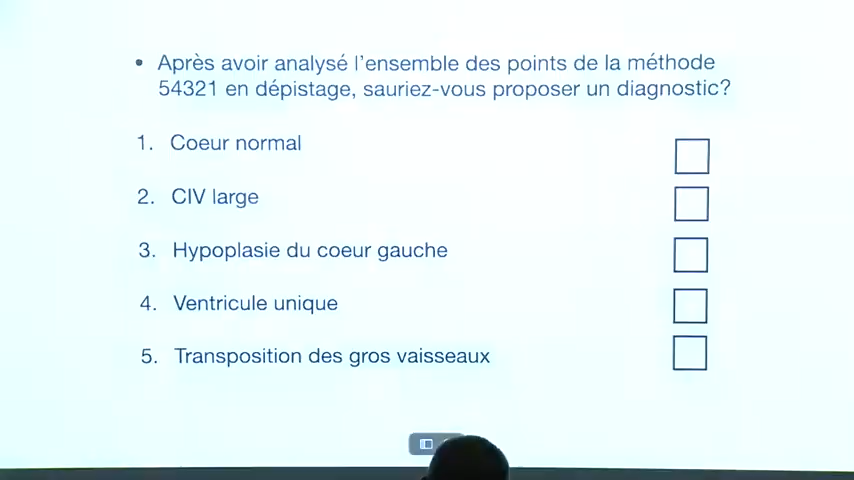 • Après avoir analysé l'ensemble des points de la méthode
54321 en dépistage, sauriez-vous proposer un diagnostic?
1. Coeur normal
2. CIV large
3. Hypoplasie du coeur gauche
4. Ventricule unique
5. Transposition des gros vaisseaux